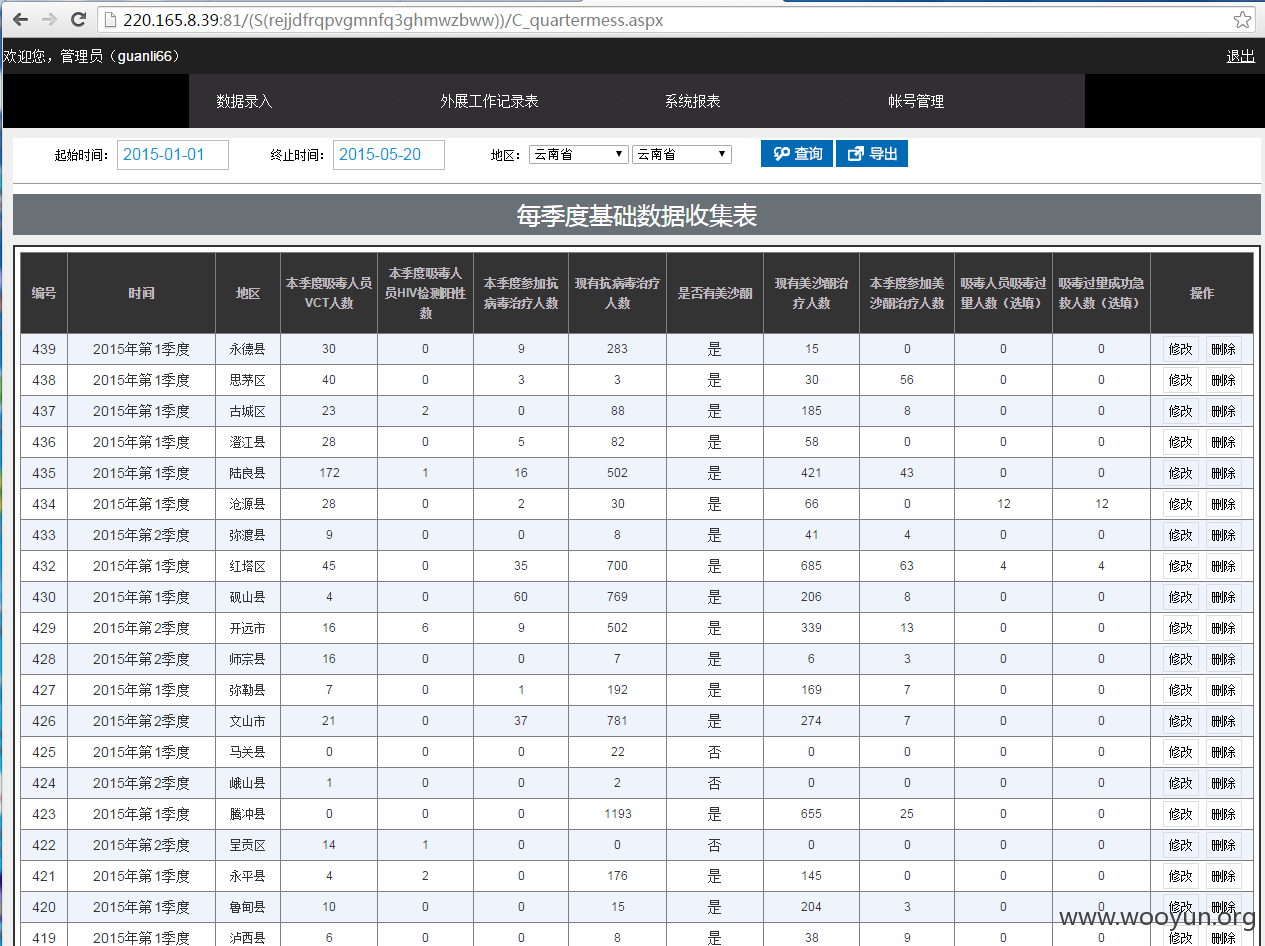 220.165.8.39:81/(S(rejjdfrqpvgmnfq3ghmwzbww))/C_quartermess.aspx
欢迎您，管理员（guanli66） 退出
数据录入 外展工作记录表 系统报表 帐号管理
起始时间： 2015-01-01 终止时间： 2015-05-20 地区： 云南省 云南省 查询 导出
每季度基础数据收集表
编号 时间 地区 本季度吸毒人员VCT人数 本季度吸毒人员HIV检测阳性数 本季度参加抗病毒治疗人数 现有抗病毒治疗人数 是否有美沙酮 现有美沙酮治疗人数 本季度参加美沙酮治疗人数 吸毒人员吸毒过量人数（选填） 吸毒过量成功急救人数（选填） 操作
439 2015年第1季度 永德县 30 0 9 283 是 15 0 0 0 修改 删除
438 2015年第1季度 思茅区 40 0 3 3 是 30 56 0 0 修改 删除
437 2015年第1季度 古城区 23 2 0 88 是 185 8 0 0 修改 删除
436 2015年第1季度 澄江县 28 0 5 82 是 58 0 0 0 修改 删除
435 2015年第1季度 陆良县 172 1 16 502 是 421 43 0 0 修改 删除
434 2015年第1季度 沧源县 28 0 2 30 是 66 0 12 12 修改 删除
433 2015年第2季度 弥渡县 9 0 0 8 是 41 4 0 0 修改 删除
432 2015年第1季度 红塔区 45 0 35 700 是 685 63 4 4 修改 删除
430 2015年第1季度 砚山县 4 0 60 769 是 206 8 0 0 修改 删除
429 2015年第2季度 开远市 16 6 9 502 是 339 13 0 0 修改 删除
428 2015年第2季度 师宗县 16 0 0 7 是 6 3 0 0 修改 删除
427 2015年第1季度 弥勒县 7 0 1 192 是 169 7 0 0 修改 删除
426 2015年第2季度 文山市 21 0 37 781 是 274 7 0 0 修改 删除
425 2015年第1季度 马关县 0 0 0 22 否 0 0 0 0 修改 删除
424 2015年第2季度 峨山县 1 0 0 2 否 0 0 0 0 修改 删除
423 2015年第1季度 腾冲县 0 0 0 1193 是 655 25 0 0 修改 删除
422 2015年第2季度 呈贡区 14 1 0 0 否 0 0 0 0 修改 删除
421 2015年第1季度 永平县 4 2 0 176 是 145 0 0 0 修改 删除
420 2015年第1季度 鲁甸县 10 0 0 15 是 204 3 0 0 修改 删除
419 2015年第1季度 泸西县 6 0 0 8 是 38 9 0 0 修改 删除
www.wooyun.org